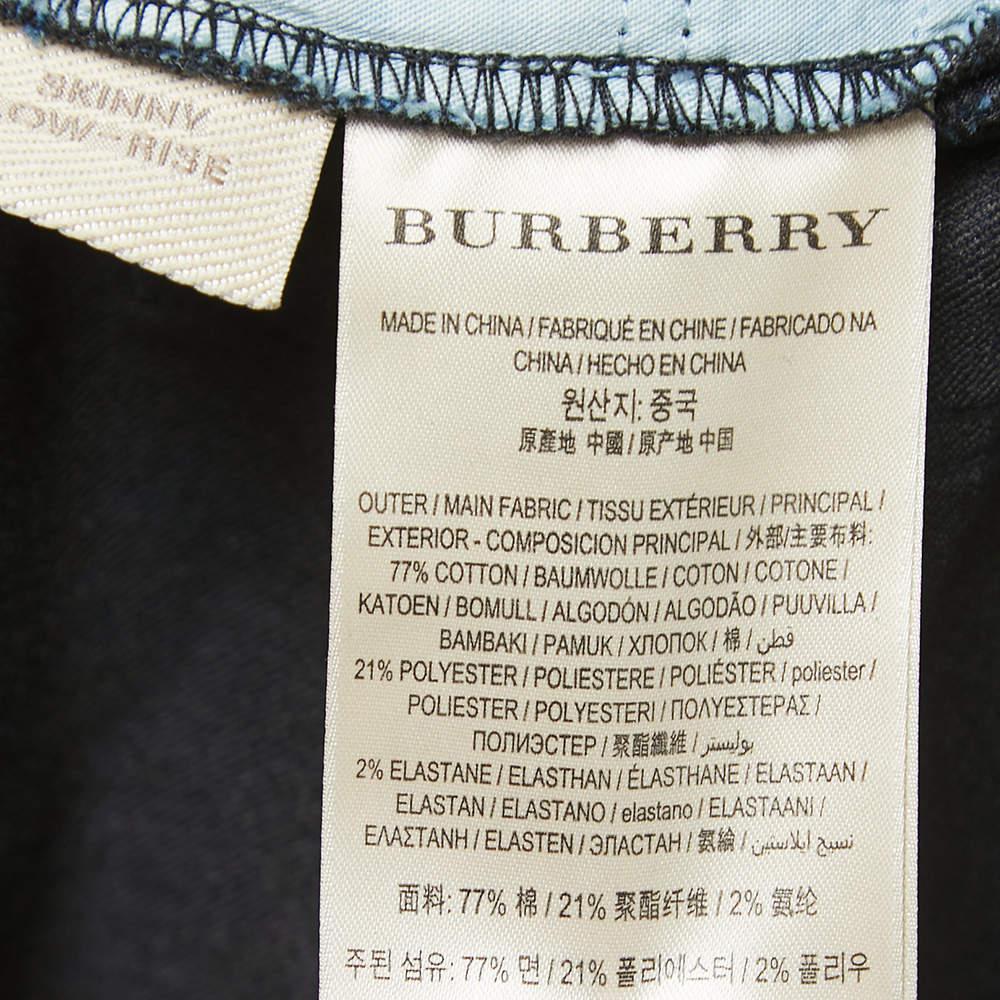 SKINNY
LOW-RISE
BURBERRY
MADE IN CHINA / FABRIQUÉ EN CHINE / FABRICADO NA
CHINA / HECHO EN CHINA
원산지: 중국
原產地 中國 / 原产地 中国
OUTER / MAIN FABRIC / TISSU EXTÉRIEUR / PRINCIPAL /
EXTERIOR - COMPOSICION PRINCIPAL / 外部/主要布料:
77% COTTON / BAUMWOLLE / COTON / COTONE /
KATOEN / BOMULL / ALGODÓN / ALGODÃO / PUUVILLA /
BAMBAKI / PAMUK / ХЛОПОК / 棉 / قطن
21% POLYESTER / POLIESTERE / POLIÉSTER / poliester /
POLIESTER / POLYESTERI / ΠΟΛΥΕΣΤΕΡΑΣ /
ПОЛИЭСТЕР / 聚酯纖維 / بوليستر
2% ELASTANE / ELASTHAN / ÉLASTHANE / ELASTAAN /
ELASTAN / ELASTANO / elastano / ELASTAANI /
ΕΛΑΣΤΑΝΗ / ELASTEN / ЭПАСТАН / 氨綸 / نسيج ايلاستين
面料: 77% 棉 / 21% 聚酯纤维 / 2% 氨纶
주된 섬유: 77% 면 / 21% 폴리에스터 / 2% 폴리우